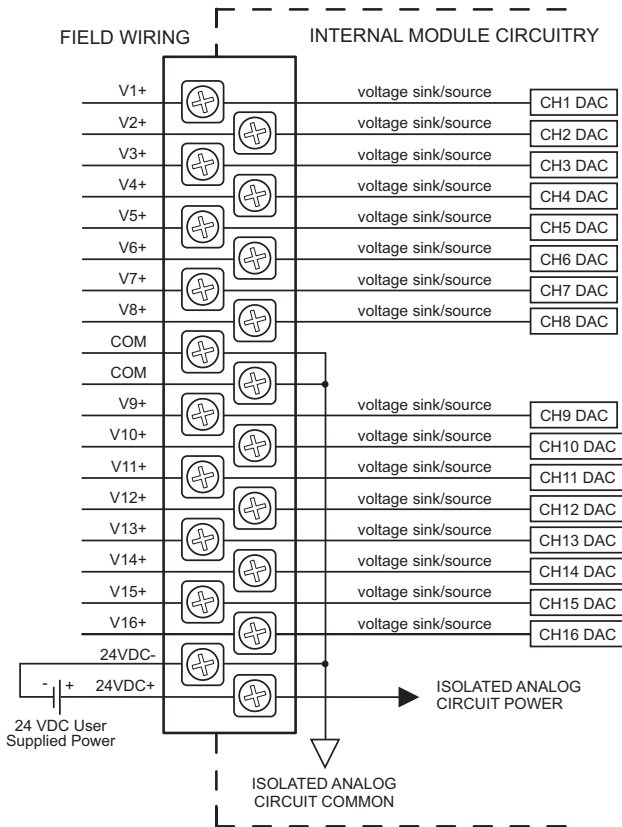 FIELD WIRING
INTERNAL MODULE CIRCUITRY
V1+ voltage sink/source CH1 DAC
V2+ voltage sink/source CH2 DAC
V3+ voltage sink/source CH3 DAC
V4+ voltage sink/source CH4 DAC
V5+ voltage sink/source CH5 DAC
V6+ voltage sink/source CH6 DAC
V7+ voltage sink/source CH7 DAC
V8+ voltage sink/source CH8 DAC
COM
COM
V9+ voltage sink/source CH9 DAC
V10+ voltage sink/source CH10 DAC
V11+ voltage sink/source CH11 DAC
V12+ voltage sink/source CH12 DAC
V13+ voltage sink/source CH13 DAC
V14+ voltage sink/source CH14 DAC
V15+ voltage sink/source CH15 DAC
V16+ voltage sink/source CH16 DAC
24VDC-
- + 24VDC+
ISOLATED ANALOG
CIRCUIT POWER
24 VDC User
Supplied Power
ISOLATED ANALOG
CIRCUIT COMMON